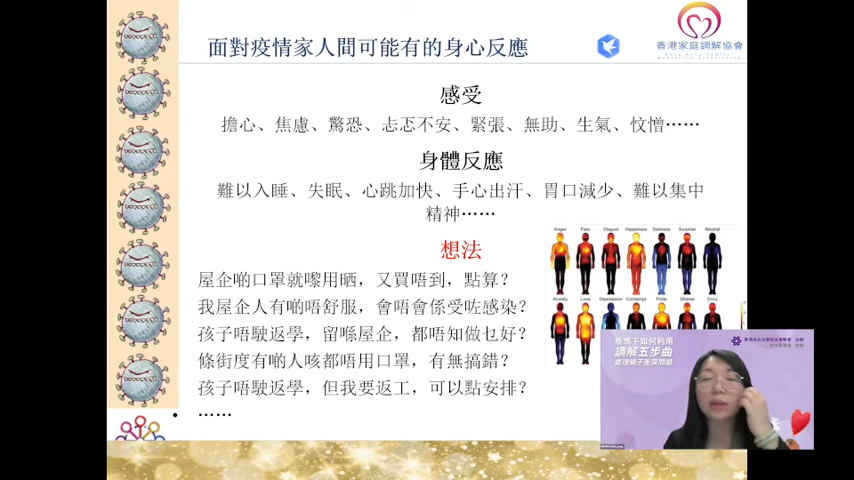 面對疫情家人間可能有的身心反應
香港家庭調解協會
感受
擔心、焦慮、驚恐、忐忑不安、緊張、無助、生氣、忟憎……
身體反應
難以入睡、失眠、心跳加快、手心出汗、胃口減少、難以集中
精神……
想法
屋企啲口罩就嚟用晒，又買唔到，點算？
我屋企人有啲唔舒服，會唔會係受咗感染？
孩子唔駛返學，留喺屋企，都唔知做乜好？
條街度有啲人咳都唔用口罩，有無搞錯？
孩子唔駛返學，但我要返工，可以點安排？
• ……
Anger Fear Disgust Happiness Sadness Surprise Neutral
Anxiety Love Depression Contempt Pride Shame Envy
疫情下如何利用
調解五步曲
處理親子衝突問題